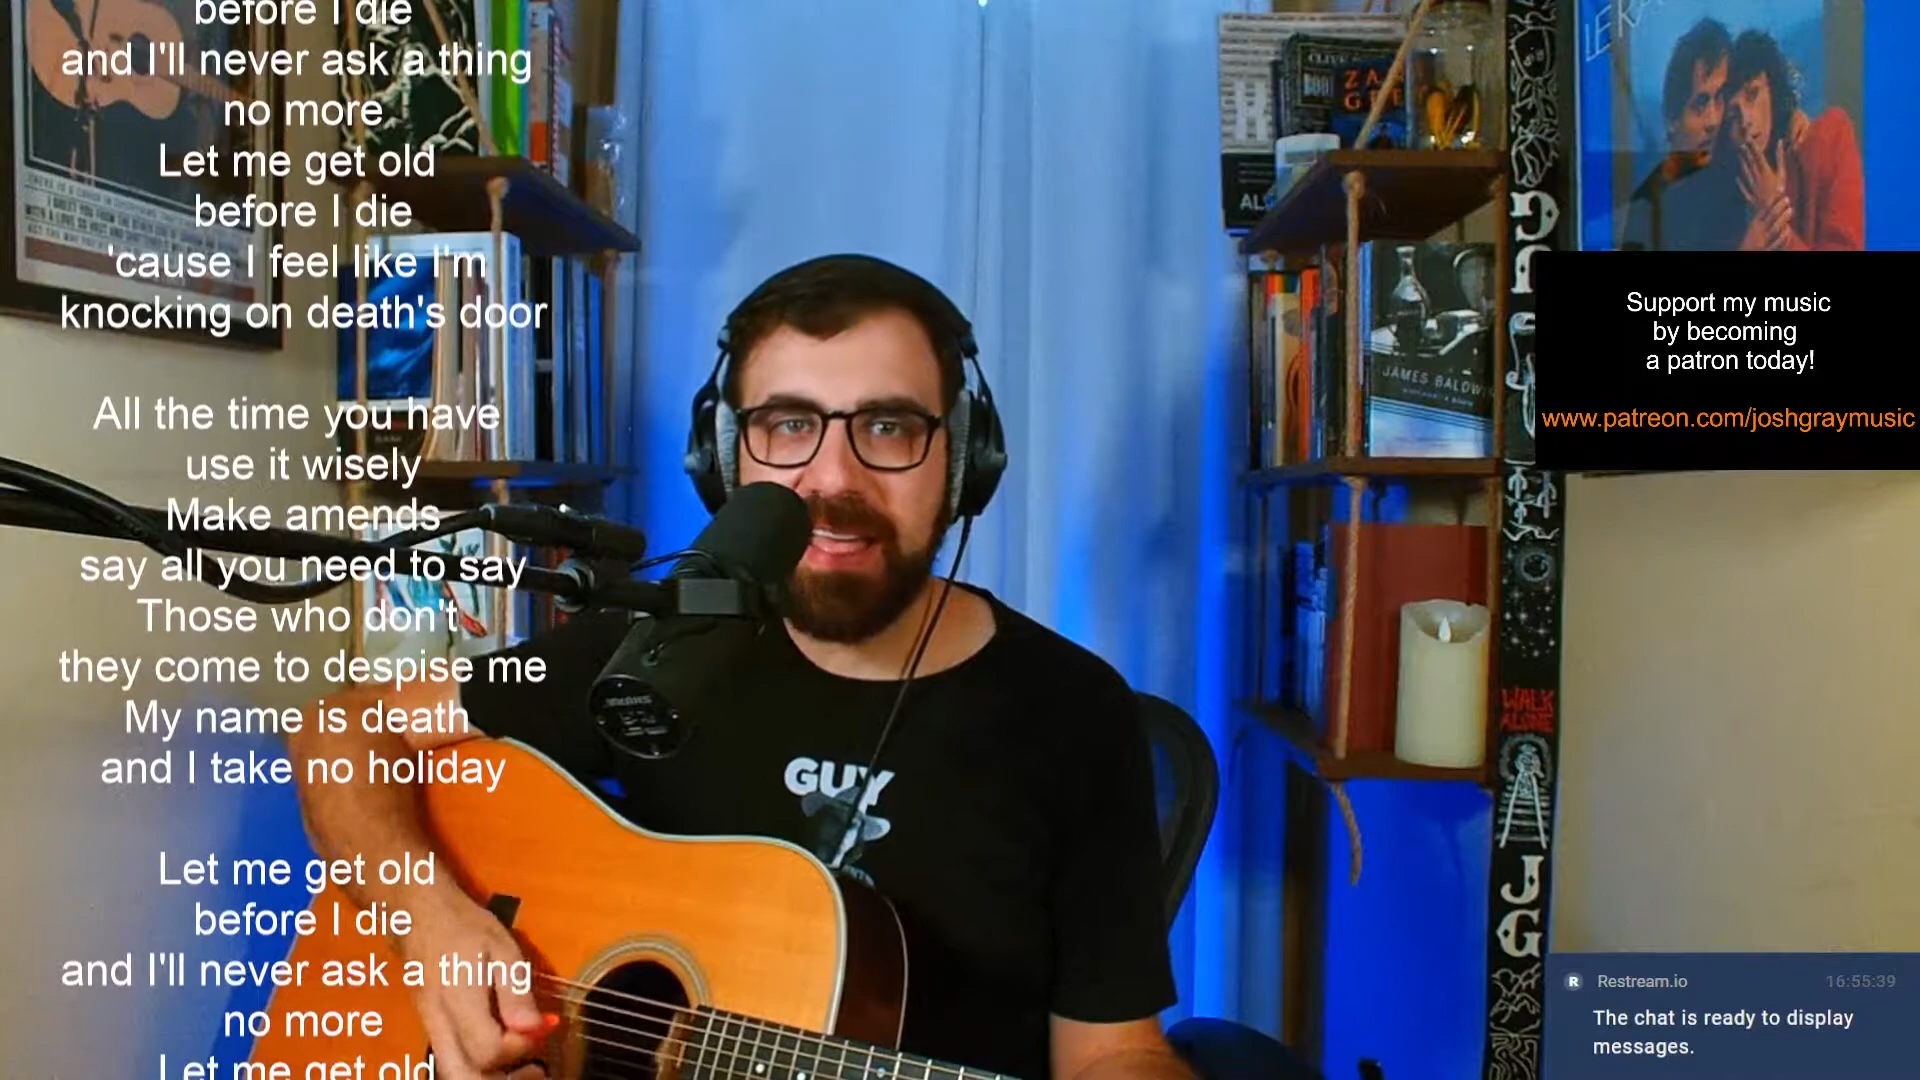 before I die
and I'll never ask a thing
no more
Let me get old
before I die
'cause I feel like I'm
knocking on death's door
All the time you have
use it wisely
Make amends
say all you need to say
Those who don't
they come to despise me
My name is death
and I take no holiday
Let me get old
before I die
and I'll never ask a thing
no more
Let me get old
GUY
CLIVE
JAMES BALDWIN
WALK
ALONE
JG
Support my music
by becoming
a patron today!
www.patreon.com/joshgraymusic
R Restream.io 16:55:39
The chat is ready to display
messages.